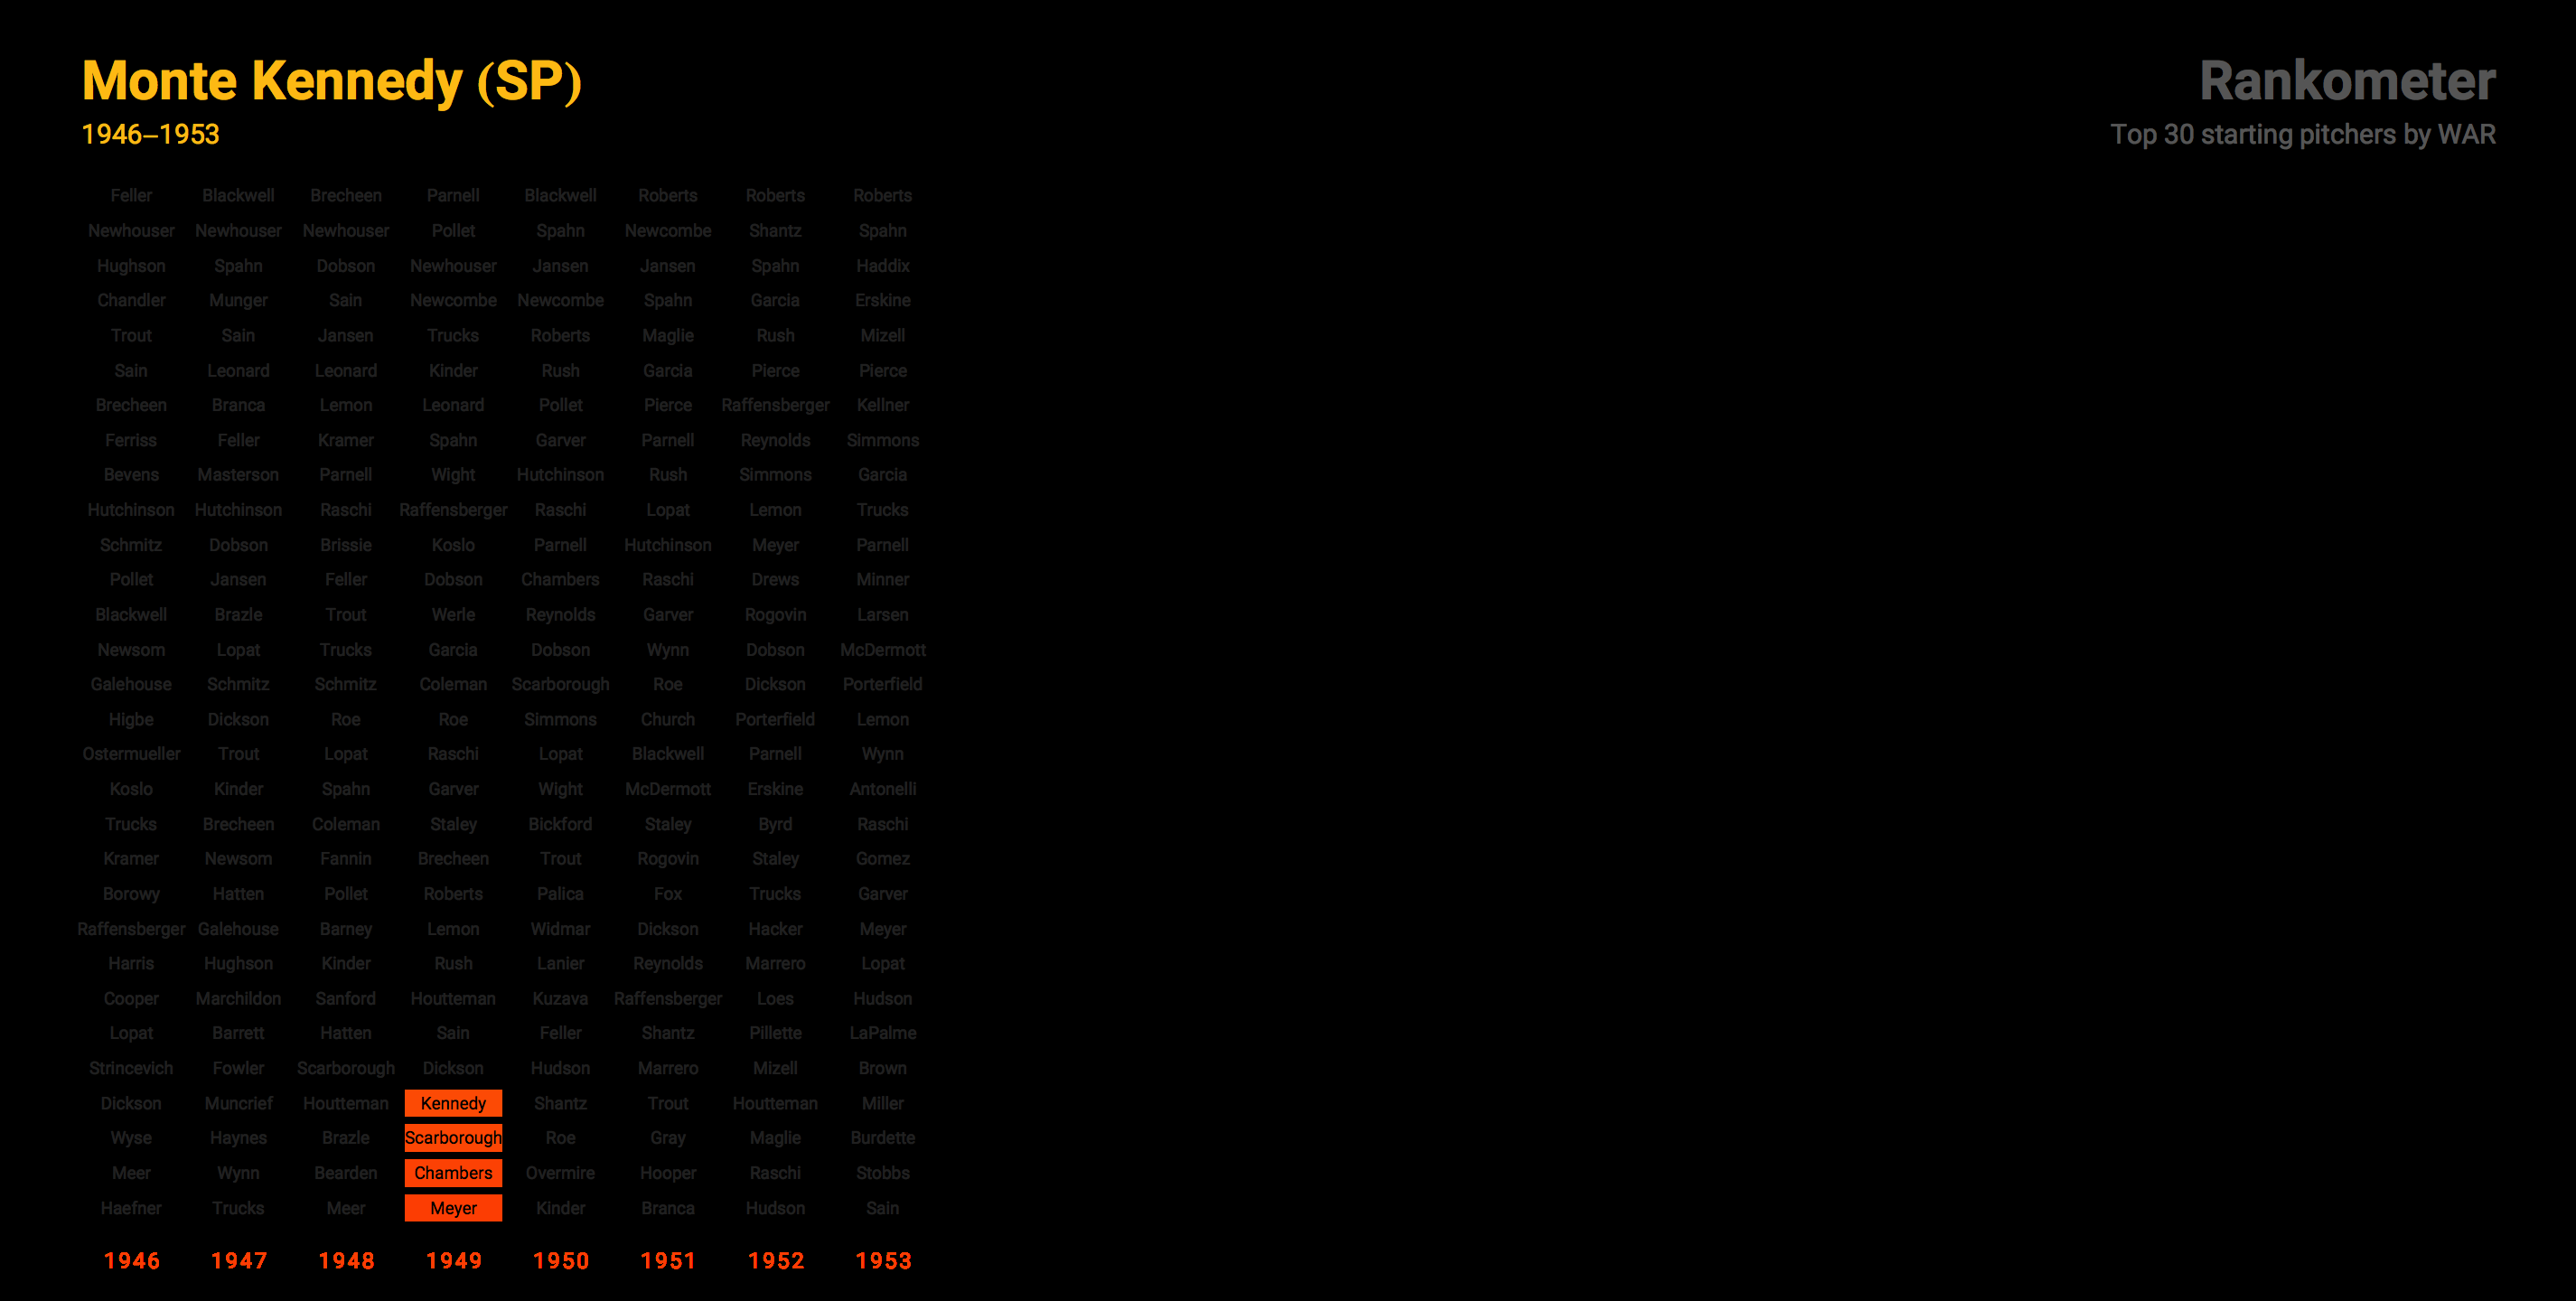 Monte Kennedy (SP)
1946–1953
Rankometer
Top 30 starting pitchers by WAR
Feller Blackwell Brecheen Parnell Blackwell Roberts Roberts Roberts
Newhouser Newhouser Newhouser Pollet Spahn Newcombe Shantz Spahn
Hughson Spahn Dobson Newhouser Jansen Jansen Spahn Haddix
Chandler Munger Sain Newcombe Newcombe Spahn Garcia Erskine
Trout Sain Jansen Trucks Roberts Maglie Rush Mizell
Sain Leonard Leonard Kinder Rush Garcia Pierce Pierce
Brecheen Branca Lemon Leonard Pollet Pierce Raffensberger Kellner
Ferriss Feller Kramer Spahn Garver Parnell Reynolds Simmons
Bevens Masterson Parnell Wight Hutchinson Rush Simmons Garcia
Hutchinson Hutchinson Raschi Raffensberger Raschi Lopat Lemon Trucks
Schmitz Dobson Brissie Koslo Parnell Hutchinson Meyer Parnell
Pollet Jansen Feller Dobson Chambers Raschi Drews Minner
Blackwell Brazle Trout Werle Reynolds Garver Rogovin Larsen
Newsom Lopat Trucks Garcia Dobson Wynn Dobson McDermott
Galehouse Schmitz Schmitz Coleman Scarborough Roe Dickson Porterfield
Higbe Dickson Roe Roe Simmons Church Porterfield Lemon
Ostermueller Trout Lopat Raschi Lopat Blackwell Parnell Wynn
Koslo Kinder Spahn Garver Wight McDermott Erskine Antonelli
Trucks Brecheen Coleman Staley Bickford Staley Byrd Raschi
Kramer Newsom Fannin Brecheen Trout Rogovin Staley Gomez
Borowy Hatten Pollet Roberts Palica Fox Trucks Garver
Raffensberger Galehouse Barney Lemon Widmar Dickson Hacker Meyer
Harris Hughson Kinder Rush Lanier Reynolds Marrero Lopat
Cooper Marchildon Sanford Houtteman Kuzava Raffensberger Loes Hudson
Lopat Barrett Hatten Sain Feller Shantz Pillette LaPalme
Strincevich Fowler Scarborough Dickson Hudson Marrero Mizell Brown
Dickson Muncrief Houtteman Kennedy Shantz Trout Houtteman Miller
Wyse Haynes Brazle Scarborough Roe Gray Maglie Burdette
Meer Wynn Bearden Chambers Overmire Hooper Raschi Stobbs
Haefner Trucks Meer Meyer Kinder Branca Hudson Sain
1946 1947 1948 1949 1950 1951 1952 1953